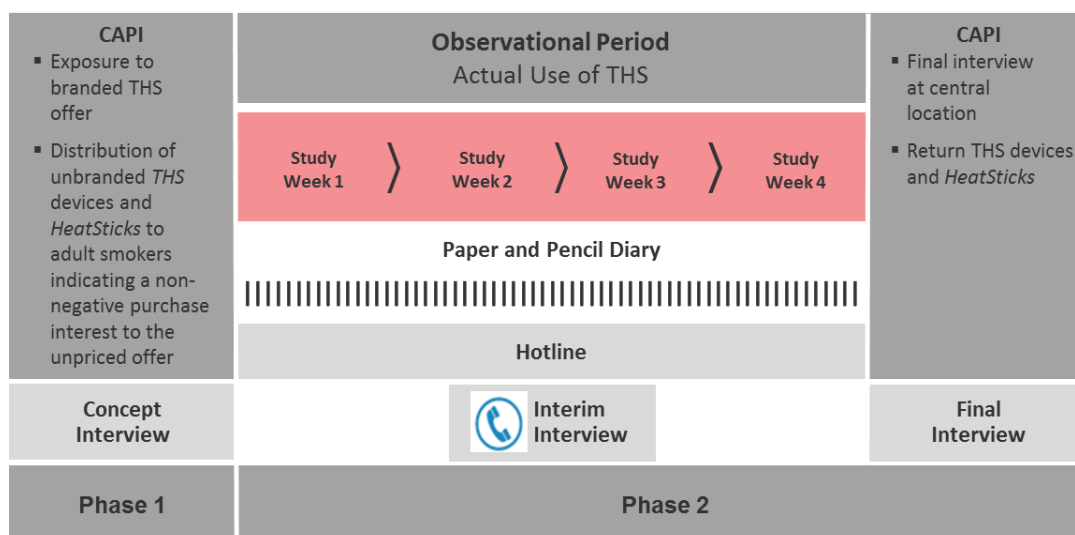 CAPI
▪ Exposure to
branded THS
offer
▪ Distribution of
unbranded THS
devices and
HeatSticks to
adult smokers
indicating a non-
negative purchase
interest to the
unpriced offer
Concept
Interview
Phase 1
Observational Period
Actual Use of THS
Study
Week 1
Study
Week 2
Study
Week 3
Study
Week 4
Paper and Pencil Diary
Hotline
Interim
Interview
Phase 2
CAPI
▪ Final interview
at central
location
▪ Return THS devices
and HeatSticks
Final
Interview